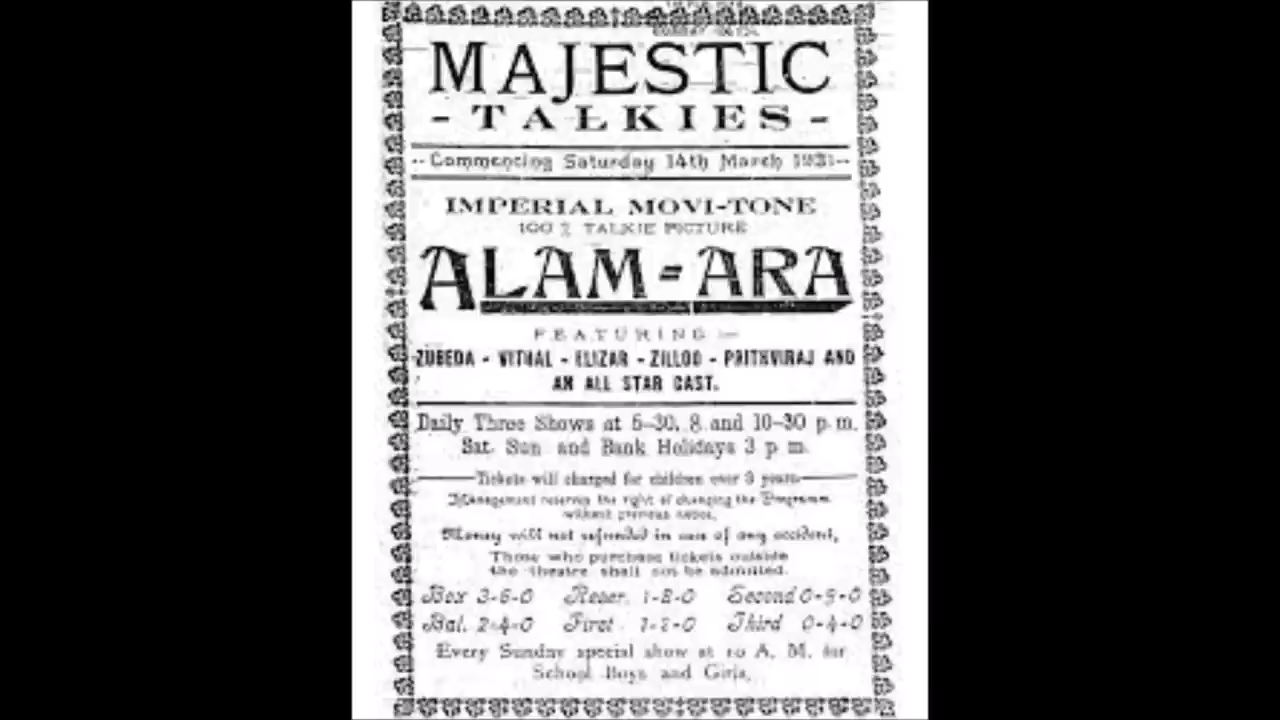 MAJESTIC
- TALKIES -
-- Commencing Saturday 14th March 1931 --
IMPERIAL MOVI-TONE
100 % TALKIE PICTURE
ALAM=ARA
FEATURING —
ZUBEDA - VITHAL - ELIZAR - ZILLOO - PRITHVIRAJ AND
AN ALL STAR CAST.
Daily Three Shows at 5-30, 8 and 10-30 p.m.
Sat. Sun and Bank Holidays 3 p m.
Tickets will charged for children over 3 years
Management reserves the right of changing the Programm
without previous notice.
Money will not refunded in case of any accident,
Those who purchase tickets outside
the theatre shall not be admitted.
Box 3-6-0 Reser. 1-8-0 Second 0-9-0
Bal. 2-4-0 First 1-2-0 Third 0-4-0
Every Sunday special show at 10 A. M. for
School Boys and Girls.